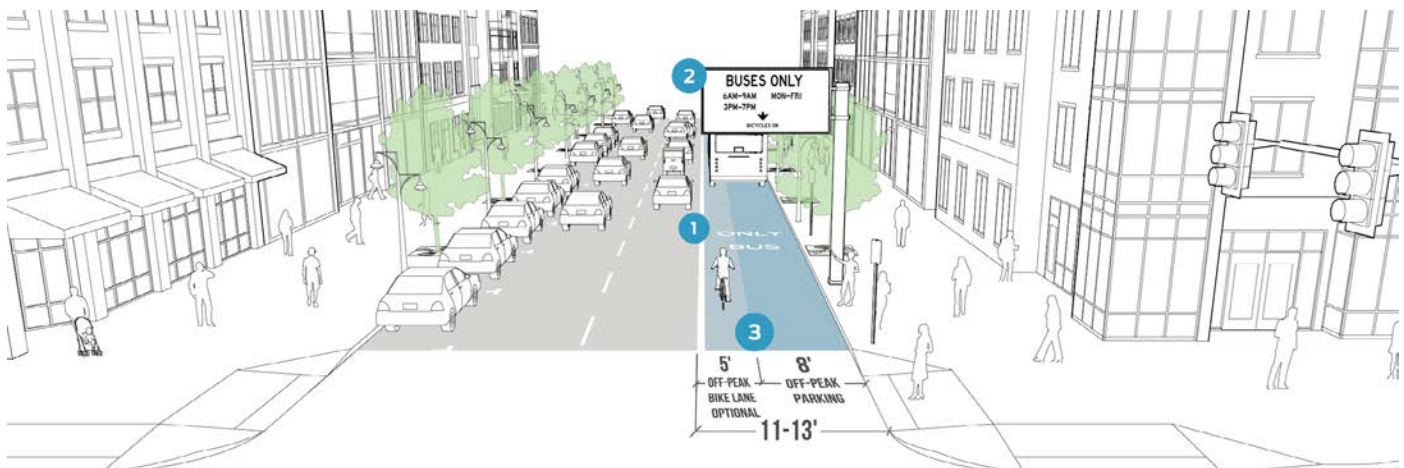 2
BUSES ONLY
6AM-9AM MON-FRI
3PM-7PM
BICYCLES OK
1
ONLY
BUS
3
5'
OFF-PEAK
BIKE LANE
OPTIONAL
8'
OFF-PEAK
PARKING
11-13'